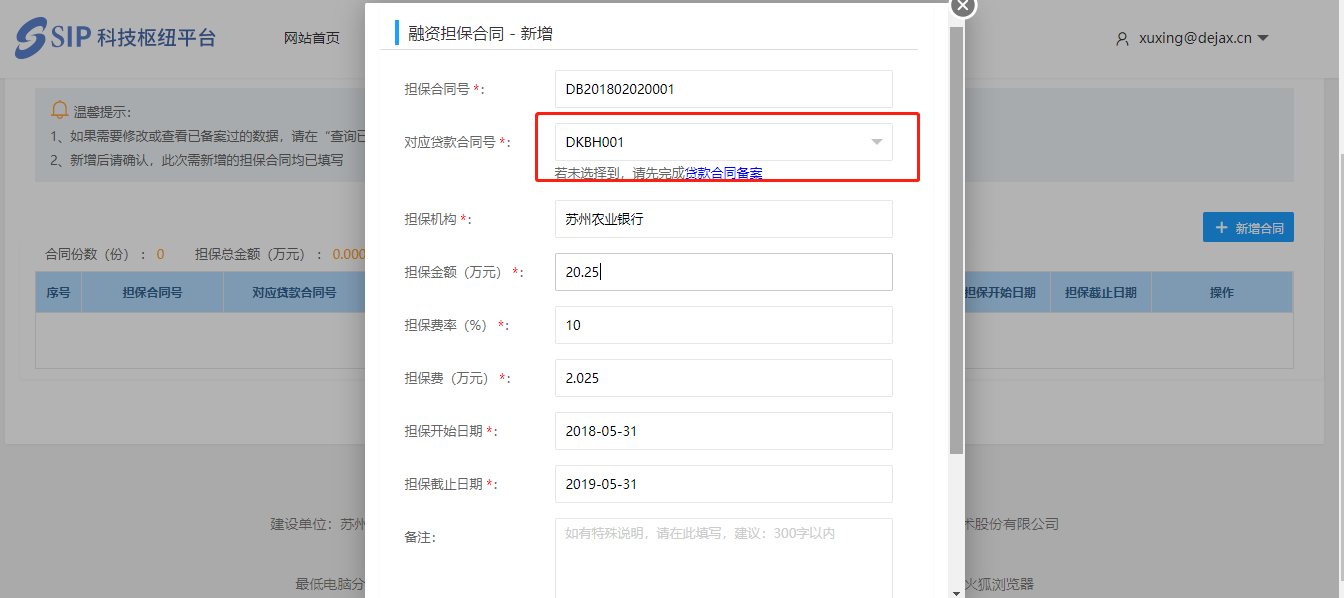 SIP 科技枢纽平台
网站首页
xuxing@dejax.cn
温馨提示：
1、如果需要修改或查看已备案过的数据，请在“查询已
2、新增后请确认，此次需新增的担保合同均已填写
新增合同
合同份数（份）：0 担保总金额（万元）：0.000
序号 担保合同号 对应贷款合同号 担保开始日期 担保截止日期 操作
融资担保合同 - 新增
担保合同号 *: DB201802020001
对应贷款合同号 *: DKBH001
若未选择到，请先完成贷款合同备案
担保机构 *: 苏州农业银行
担保金额（万元） *: 20.25
担保费率（%） *: 10
担保费（万元） *: 2.025
担保开始日期 *: 2018-05-31
担保截止日期 *: 2019-05-31
备注: 如有特殊说明，请在此填写，建议：300字以内
建设单位：苏州
术股份有限公司
最低电脑分
火狐浏览器